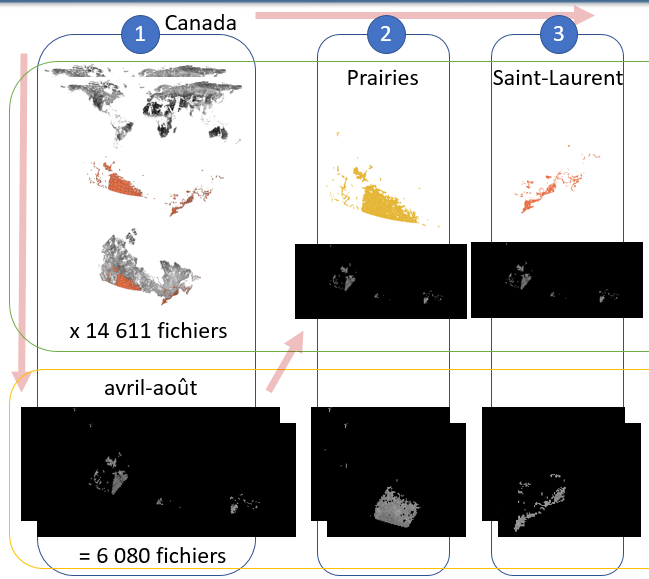 1
Canada
2
3
Prairies
Saint-Laurent
x 14 611 fichiers
avril-août
= 6 080 fichiers